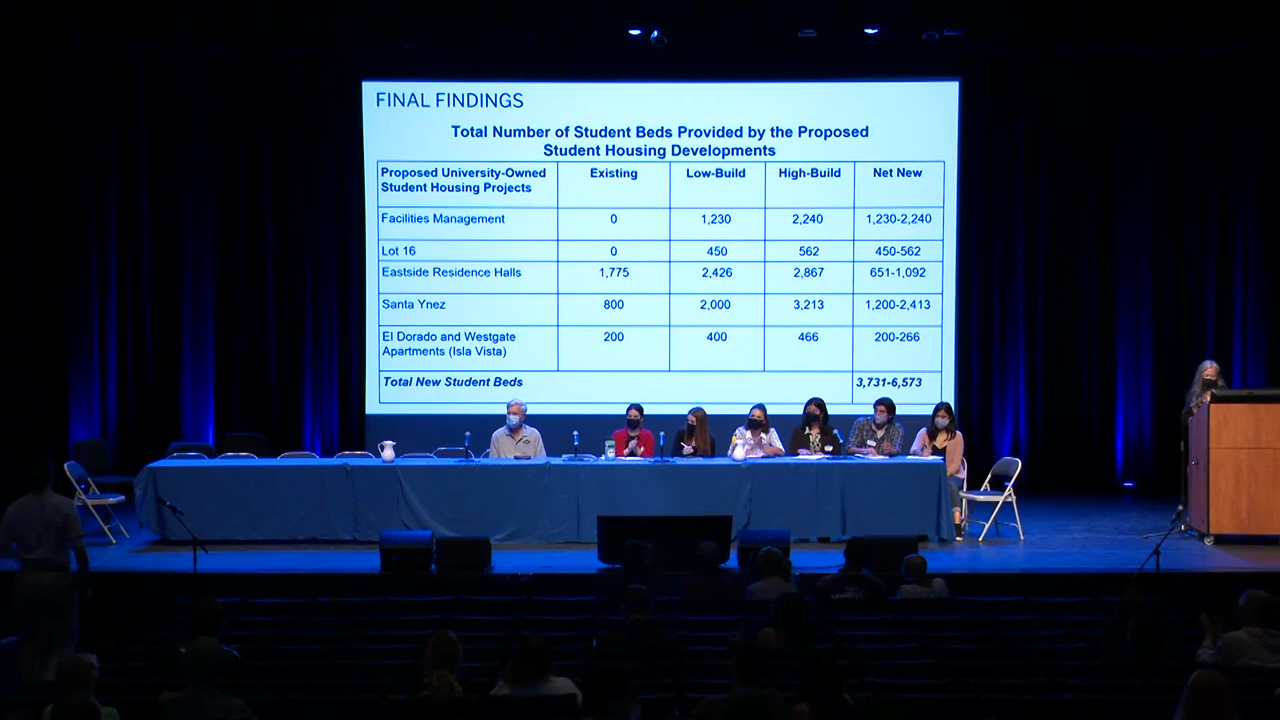 FINAL FINDINGS
Total Number of Student Beds Provided by the Proposed
Student Housing Developments
Proposed University-Owned
Student Housing Projects
Existing
Low-Build
High-Build
Net New
Facilities Management
0
1,230
2,240
1,230-2,240
Lot 16
0
450
562
450-562
Eastside Residence Halls
1,775
2,426
2,867
651-1,092
Santa Ynez
800
2,000
3,213
1,200-2,413
El Dorado and Westgate
Apartments (Isla Vista)
200
400
466
200-266
Total New Student Beds
3,731-6,573